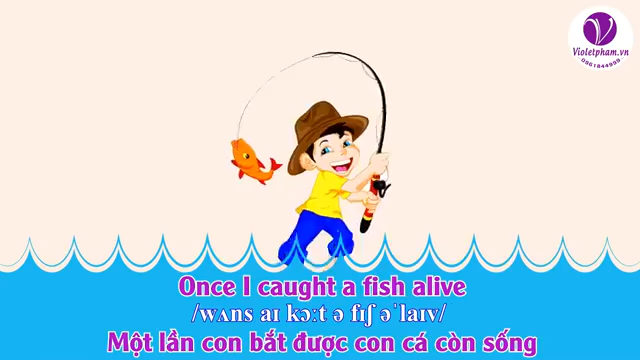 Violetpham.vn
0961844999
Once I caught a fish alive
/wʌns aɪ kɔːt ə fɪʃ əˈlaɪv/
Một lần con bắt được con cá còn sống